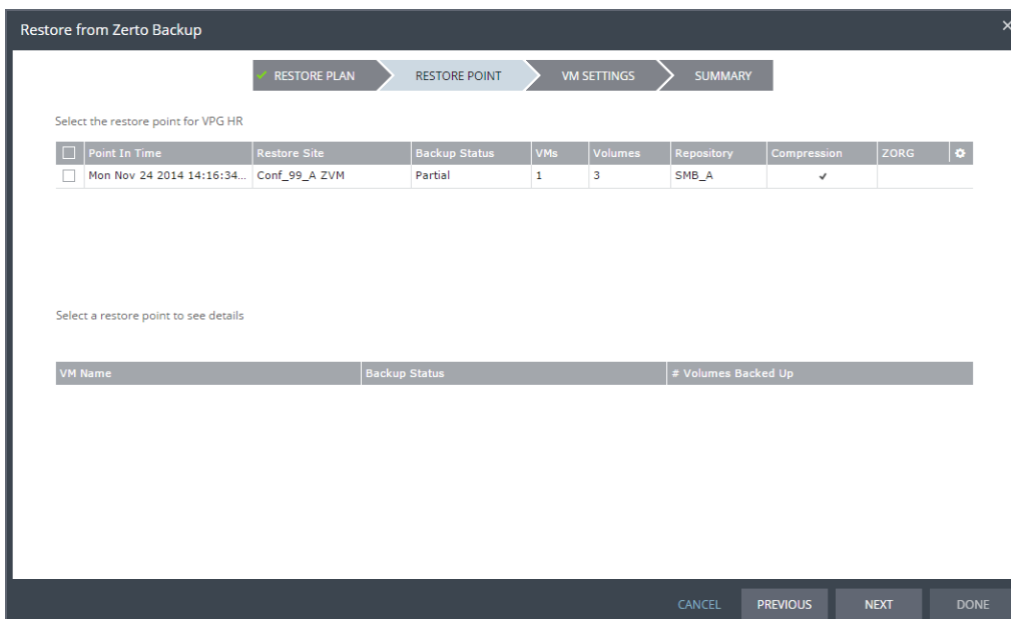 Restore from Zerto Backup
RESTORE PLAN RESTORE POINT VM SETTINGS SUMMARY
Select the restore point for VPG HR
Point In Time Restore Site Backup Status VMs Volumes Repository Compression ZORG
Mon Nov 24 2014 14:16:34... Conf_99_A ZVM Partial 1 3 SMB_A
Select a restore point to see details
VM Name Backup Status # Volumes Backed Up
CANCEL PREVIOUS NEXT DONE